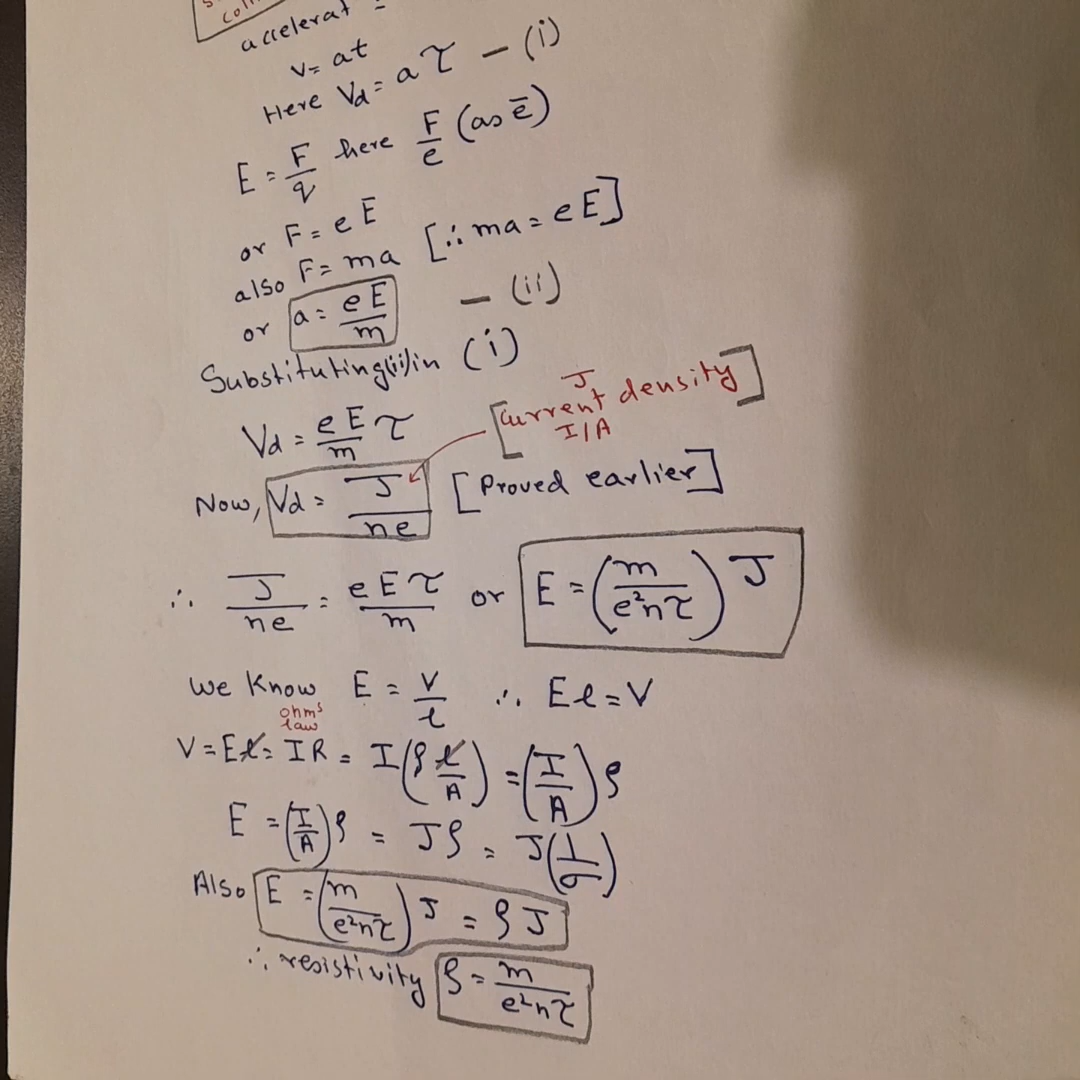 accelerat
v = at
Here Vd = aτ – (i)
E = F/q here F/e (as ē)
or F = eE
also F = ma [∴ ma = eE]
or a = eE/m – (ii)
Substituting (ii) in (i)
Vd = eE/m τ [Current density J I/A]
Now, Vd = J/ne [Proved earlier]
∴ J/ne = eEτ/m or E = (m/e²nτ) J
We Know E = V/ℓ ∴ Eℓ = V
ohm's law
V = Eℓ = IR = I(ρ ℓ/A) = (I/A) ρ
E = (I/A) ρ = Jρ = J(1/σ)
Also E = (m/e²nτ) J = ρJ
∴ resistivity ρ = m/e²nτ